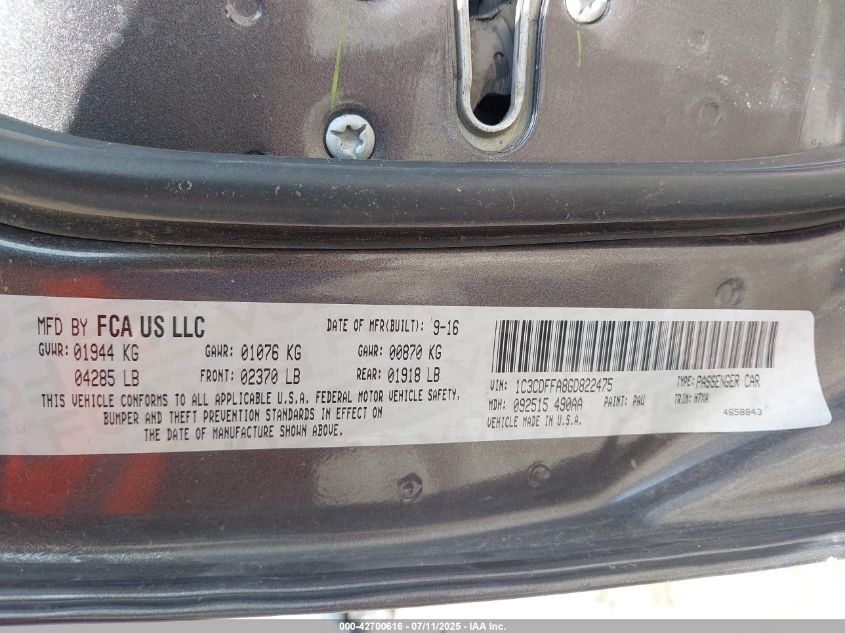 MFD BY FCA US LLC DATE OF MFR(BUILT): 9-16
GVWR: 01944 KG GAWR: 01076 KG GAWR: 00870 KG
04285 LB FRONT: 02370 LB REAR: 01918 LB
THIS VEHICLE CONFORMS TO ALL APPLICABLE U.S.A. FEDERAL MOTOR VEHICLE SAFETY,
BUMPER AND THEFT PREVENTION STANDARDS IN EFFECT ON
THE DATE OF MANUFACTURE SHOWN ABOVE.
VIN: 1C3CDFFA8GD822475 TYPE: PASSENGER CAR
MDH: 092515 490AA PAINT: PAU TRIM: H7MA
VEHICLE MADE IN U.S.A. 4658843
000-42700616 - 07/11/2025 - IAA Inc.